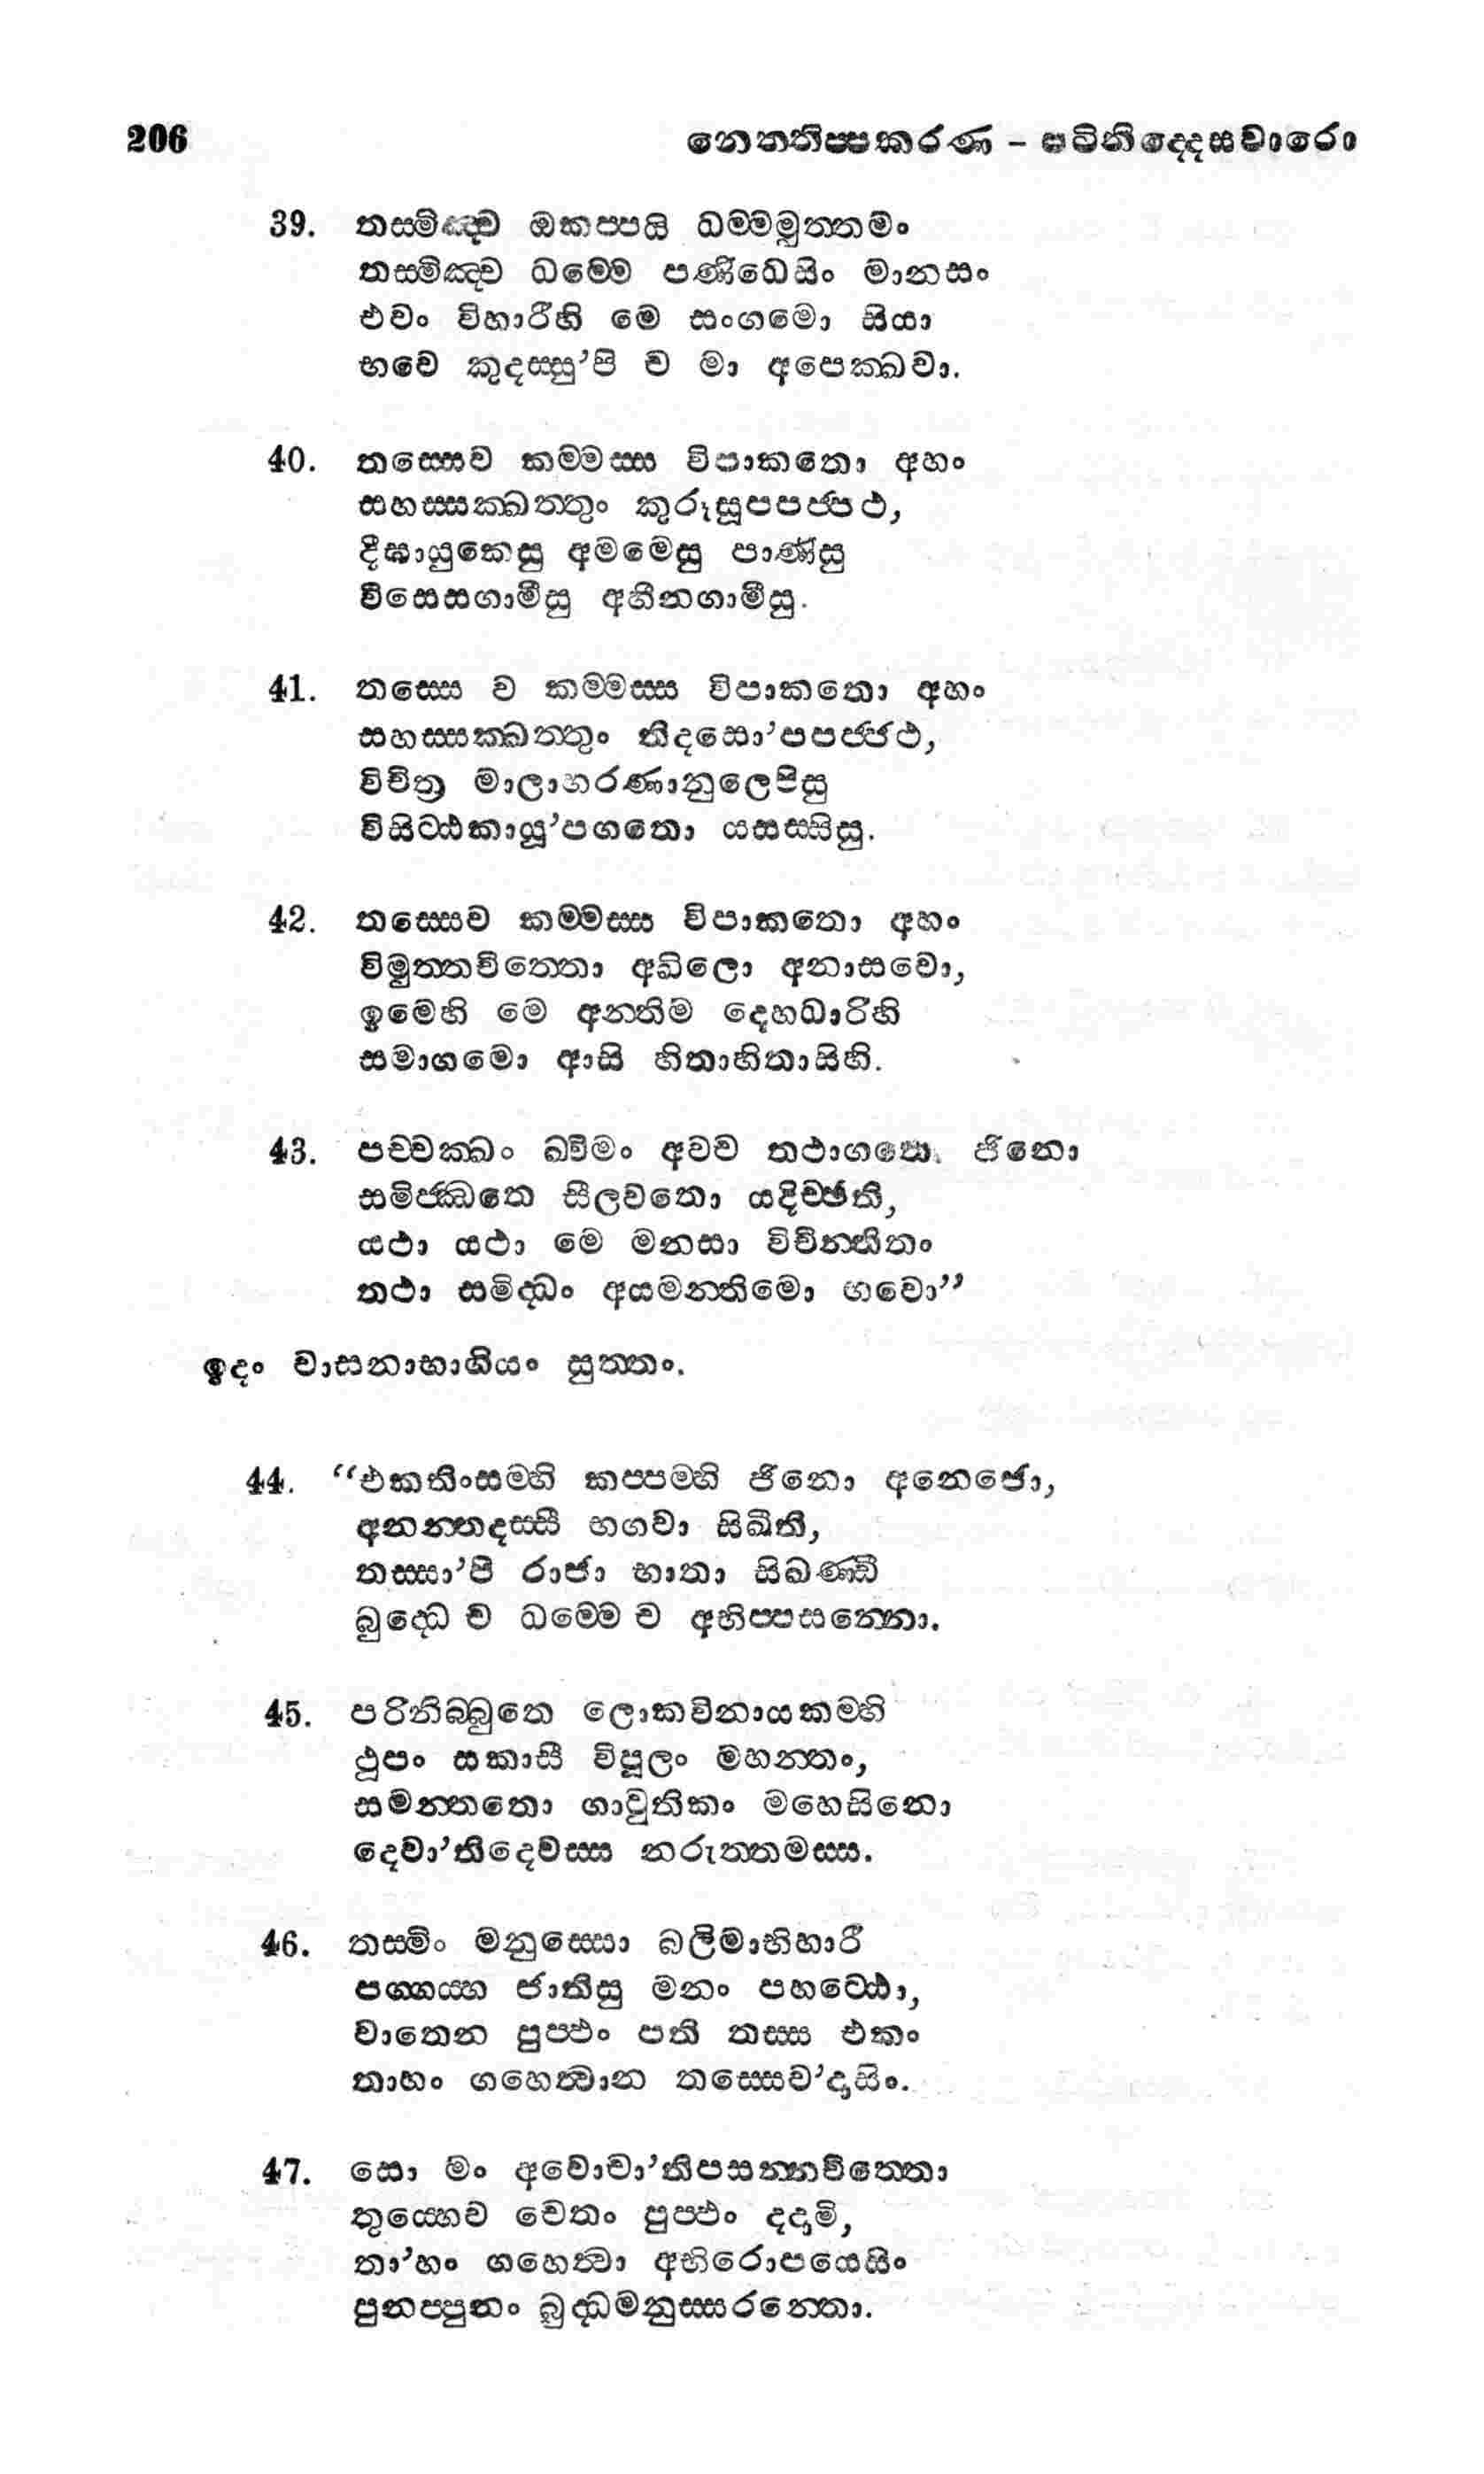 206 නෙත්තිප්පකරණ - පටිනිද්දෙසවාරො
39. තස්මිඤ්ච ඔකප්පයි ධම්මමුත්තමං
තස්මිඤ්ච ධම්මෙ පණිධෙයිං මානසං
එවං විහාරීහි මෙ සංගමො සියා
භවෙ කුදස්සු’පි ච මා අපෙක්ඛවා.
40. තස්සෙව කම්මස්ස විපාකතො අහං
සහස්සක්ඛත්තුං කුරූසූපපජ්පථ,
දීඝායුකෙසු අමමෙසු පාණීසු
විසෙසගාමීසු අහීනගාමීසු.
41. තස්සෙ ව කම්මස්ස විපාකතො අහං
සහස්සක්ඛත්තුං තිදසො’පපජ්ජථ,
විචිත්‍ර මාලාභරණානුලෙපිසු
විසිට්ඨකායූ’පගතො යසස්සිසු.
42. තස්සෙව කම්මස්ස විපාකතො අහං
විමුත්තචිත්තො අඛිලො අනාසවො,
ඉමෙහි මෙ අන්තිම දෙහධාරිහි
සමාගමො ආසි හිතාහිතාසිහි.
43. පච්චක්ඛං ඛ්විමං අවච තථාගතො ජිනො
සමිජ්ඣතෙ සීලවතො යදිච්ඡති,
යථා යථා මෙ මනසා විචින්තිතං
තථා සමිද්ධං අයමන්තිමො භවො”
ඉදං වාසනාභාගියං සුත්තං.
44. “එකතිංසම්හි කප්පම්හි ජිනො අනෙජො,
අනන්තදස්සී භගවා සිඛීති,
තස්සා’පි රාජා භාතා සිඛණ්ඩී
බුද්ධෙ ච ධම්මෙ ච අභිප්පසන්නො.
45. පරිනිබ්බුතෙ ලොකවිනායකම්හි
ථූපං සකාසී විපූලං මහන්තං,
සමන්තතො ගාවුතිකං මහෙසිනො
දෙවා’තිදෙවස්ස නරුත්තමස්ස.
46. තස්මිං මනුස්සො බලිමාභිහාරී
පග්ගය්හ ජාතිසු මනං පහට්ඨො,
වාතෙන පුප්ඵං පති තස්ස එකං
තාහං ගහෙත්වාන තස්සෙව’දාසිං.
47. සො මං අවොචා’තිපසන්නචිත්තො
තුය්හෙව චෙතං පුප්ඵං දදාමි,
තා’හං ගහෙත්වා අභිරොපයෙසිං
පුනප්පුනං බුද්ධමනුස්සරන්තො.